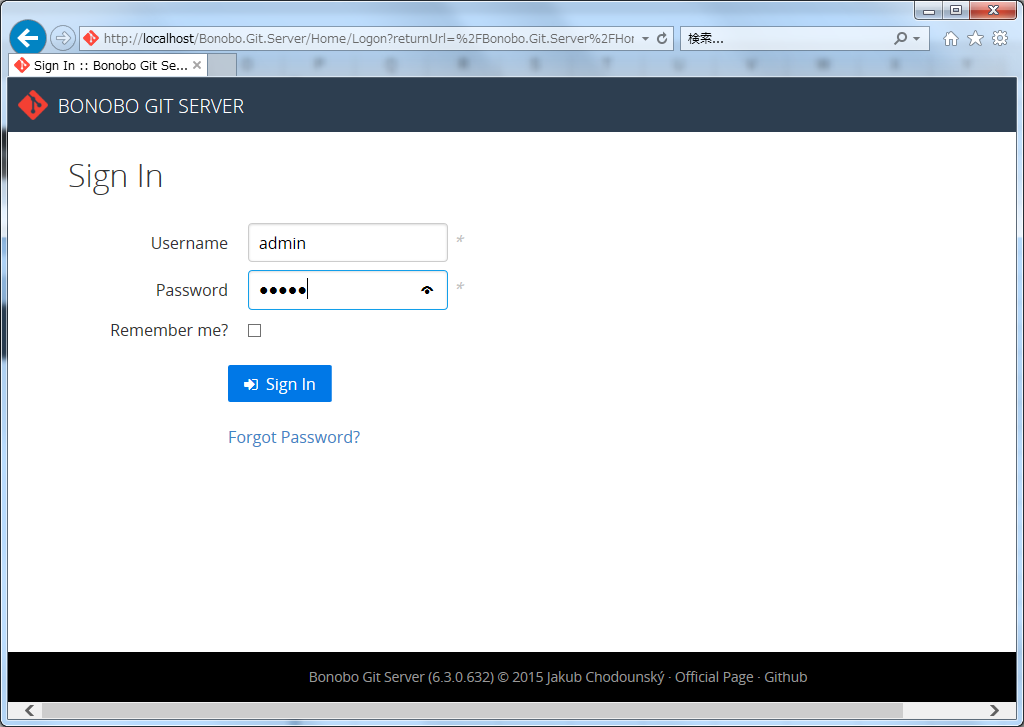 http://localhost/Bonobo.Git.Server/Home/Logon?returnUrl=%2FBonobo.Git.Server%2FHor
検索...
Sign In :: Bonobo Git Se...
BONOBO GIT SERVER
Sign In
Username
admin
*
Password
●●●●●
*
Remember me?
Sign In
Forgot Password?
Bonobo Git Server (6.3.0.632) © 2015 Jakub Chodounský · Official Page · Github